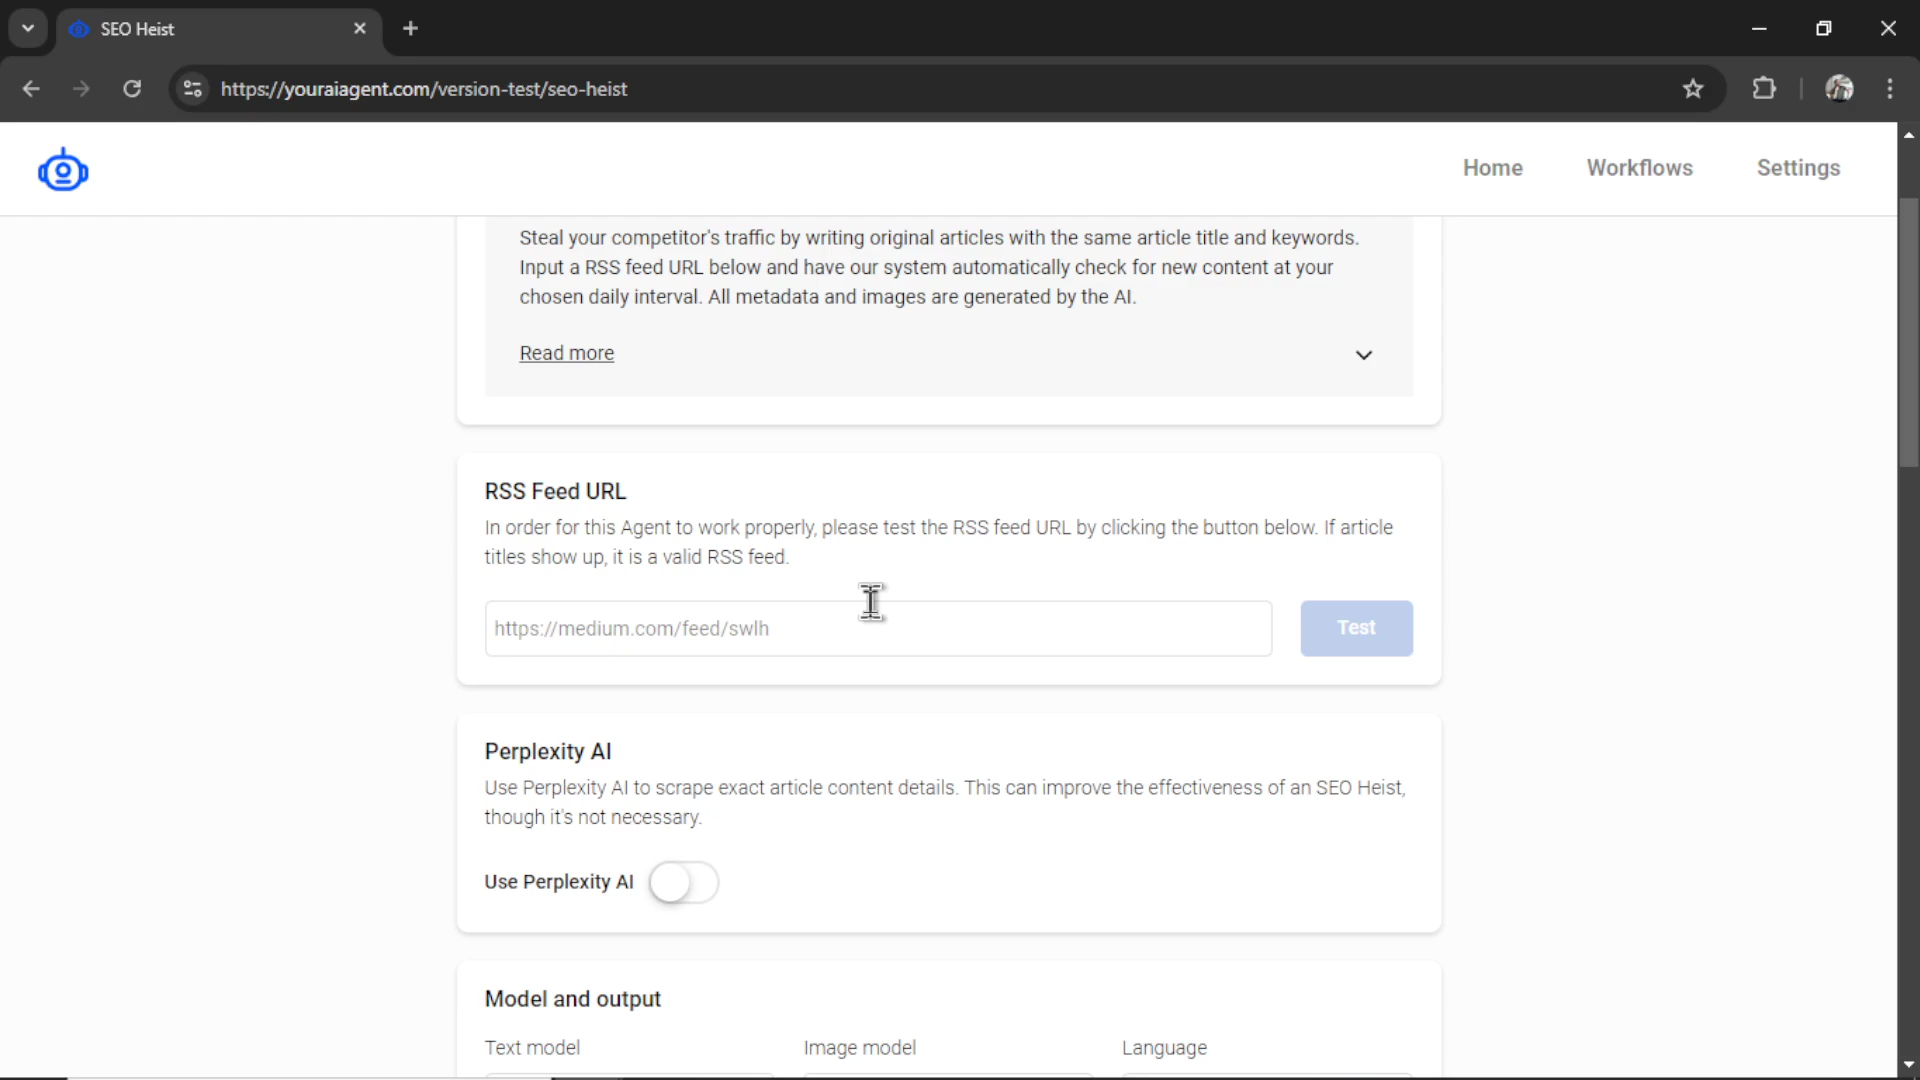 SEO Heist
https://youraiagent.com/version-test/seo-heist
Home Workflows Settings
Steal your competitor's traffic by writing original articles with the same article title and keywords.
Input a RSS feed URL below and have our system automatically check for new content at your
chosen daily interval. All metadata and images are generated by the AI.
Read more
RSS Feed URL
In order for this Agent to work properly, please test the RSS feed URL by clicking the button below. If article
titles show up, it is a valid RSS feed.
https://medium.com/feed/swlh Test
Perplexity AI
Use Perplexity AI to scrape exact article content details. This can improve the effectiveness of an SEO Heist,
though it's not necessary.
Use Perplexity AI
Model and output
Text model Image model Language